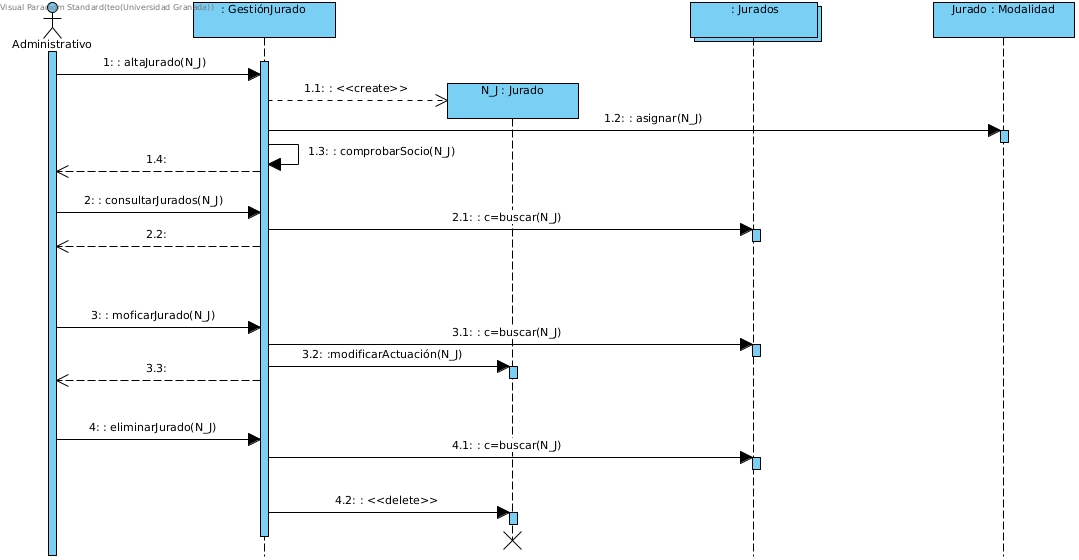 Visual Paradigm Standard(teo(Universidad Granada))
: GestiónJurado
: Jurados
Jurado : Modalidad
Administrativo
1: : altaJurado(N_J)
1.1: : <<create>>
N_J : Jurado
1.2: : asignar(N_J)
1.3: : comprobarSocio(N_J)
1.4:
2: : consultarJurados(N_J)
2.1: : c=buscar(N_J)
2.2:
3: : moficarJurado(N_J)
3.1: : c=buscar(N_J)
3.2: :modificarActuación(N_J)
3.3:
4: : eliminarJurado(N_J)
4.1: : c=buscar(N_J)
4.2: : <<delete>>